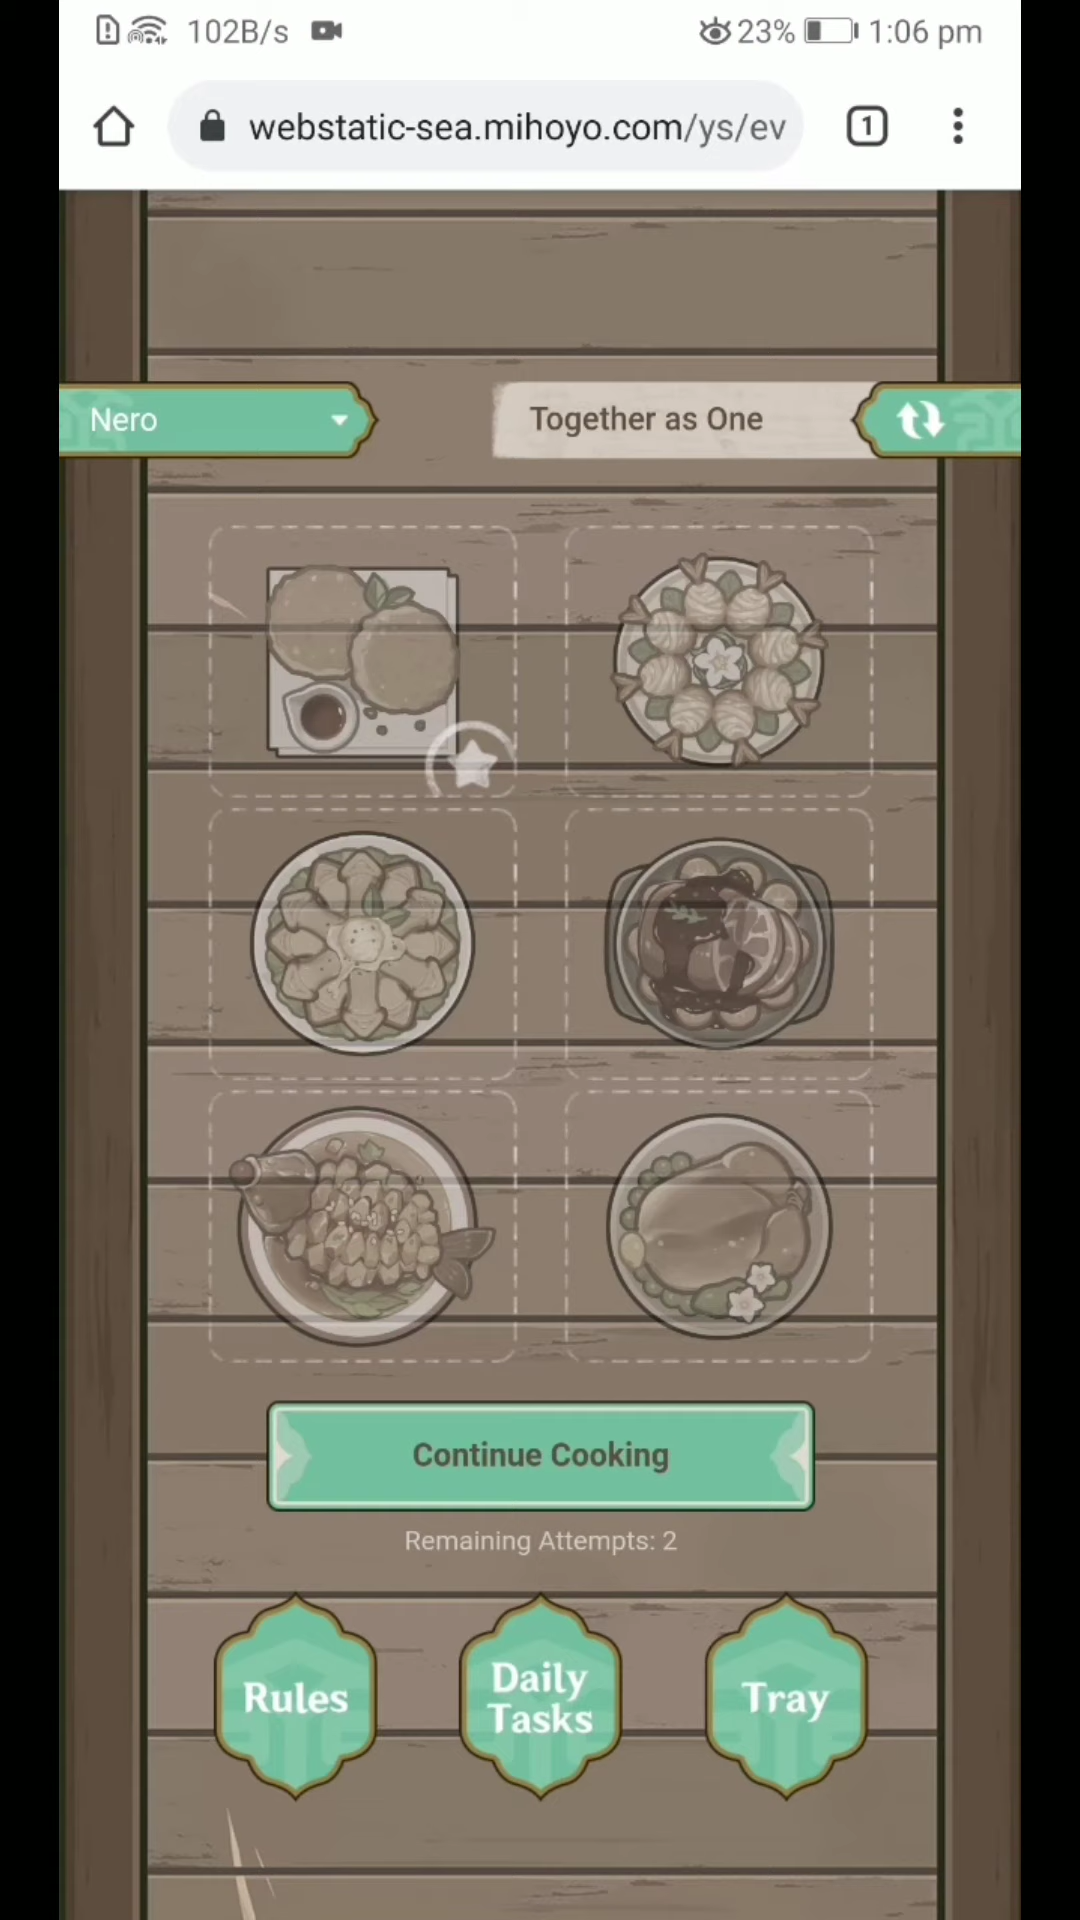 102B/s 23% 1:06 pm
webstatic-sea.mihoyo.com/ys/ev 1
Nero
Together as One
Continue Cooking
Remaining Attempts: 2
Rules
Daily
Tasks
Tray